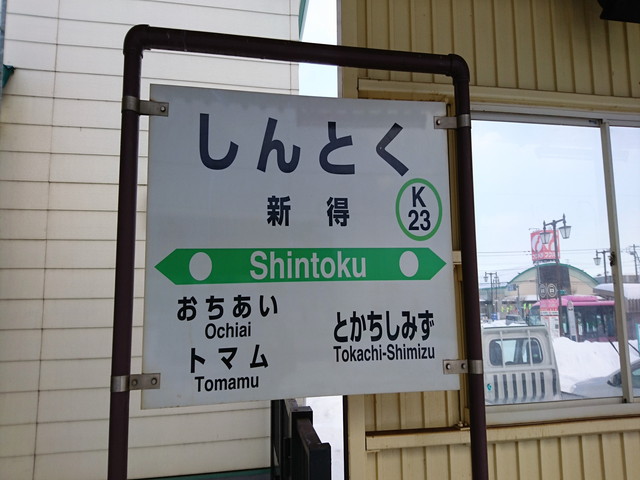 しんとく
新得
K
23
Shintoku
おちあい
Ochiai
トマム
Tomamu
とかちしみず
Tokachi-Shimizu